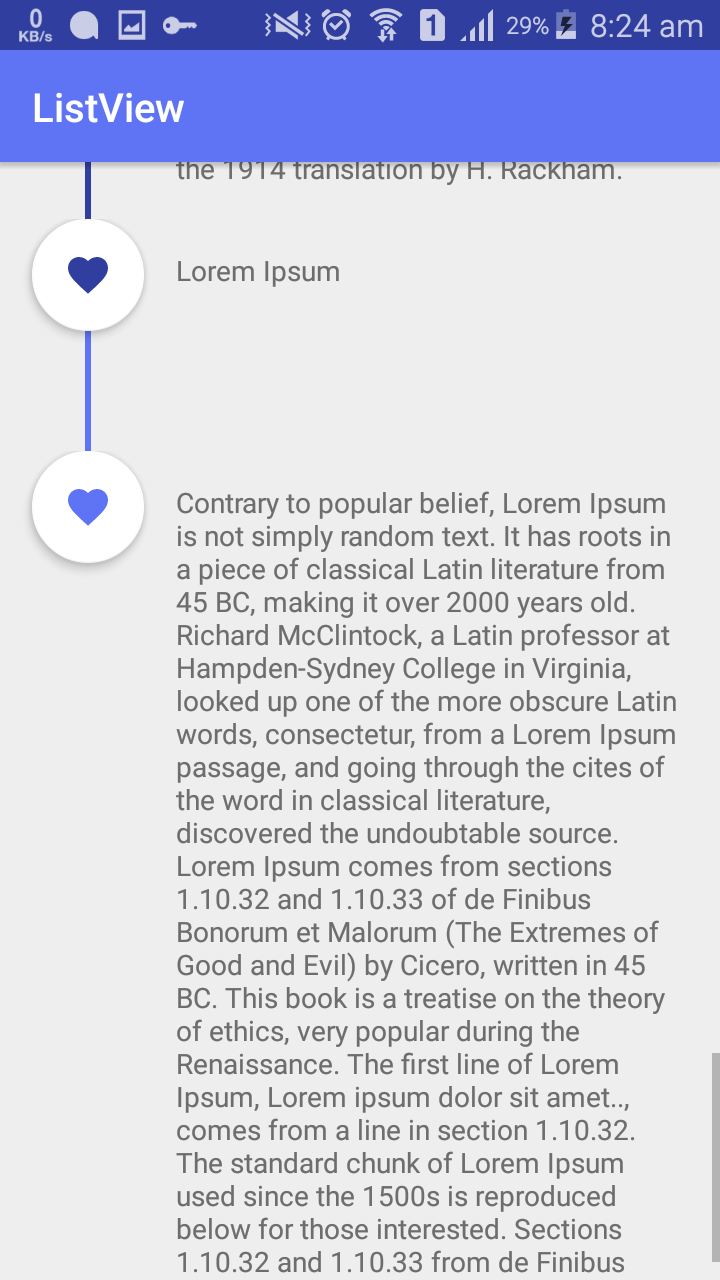 0
KB/s
1
29%
8:24 am
ListView
the 1914 translation by H. Rackham.
Lorem Ipsum
Contrary to popular belief, Lorem Ipsum
is not simply random text. It has roots in
a piece of classical Latin literature from
45 BC, making it over 2000 years old.
Richard McClintock, a Latin professor at
Hampden-Sydney College in Virginia,
looked up one of the more obscure Latin
words, consectetur, from a Lorem Ipsum
passage, and going through the cites of
the word in classical literature,
discovered the undoubtable source.
Lorem Ipsum comes from sections
1.10.32 and 1.10.33 of de Finibus
Bonorum et Malorum (The Extremes of
Good and Evil) by Cicero, written in 45
BC. This book is a treatise on the theory
of ethics, very popular during the
Renaissance. The first line of Lorem
Ipsum, Lorem ipsum dolor sit amet..,
comes from a line in section 1.10.32.
The standard chunk of Lorem Ipsum
used since the 1500s is reproduced
below for those interested. Sections
1.10.32 and 1.10.33 from de Finibus